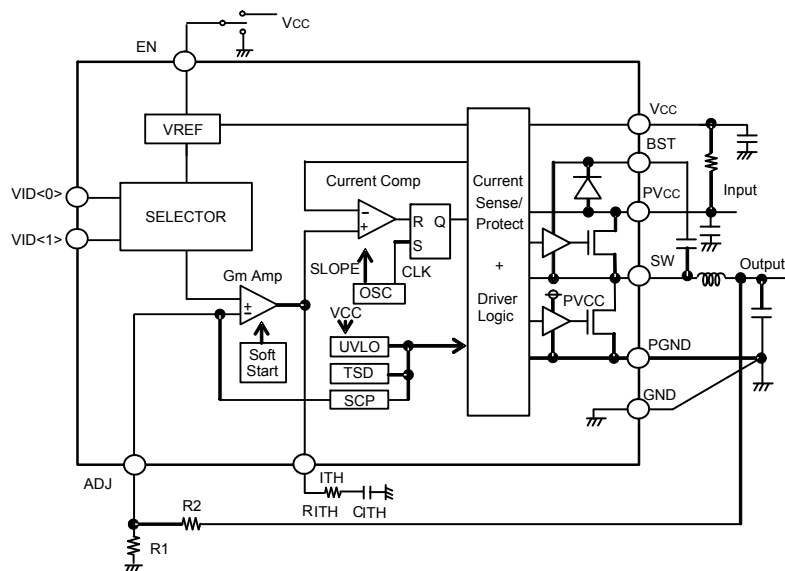 VCC
EN
VCC
VREF
BST
Current Comp
Current
Sense/
Protect
+
Driver
Logic
Input
VID<0>
SELECTOR
PVCC
VID<1>
R Q
S
SLOPE
CLK
SW
Output
Gm Amp
OSC
VCC
PVCC
UVLO
Soft
Start
TSD
PGND
SCP
GND
ADJ
ITH
RITH
CITH
R2
R1